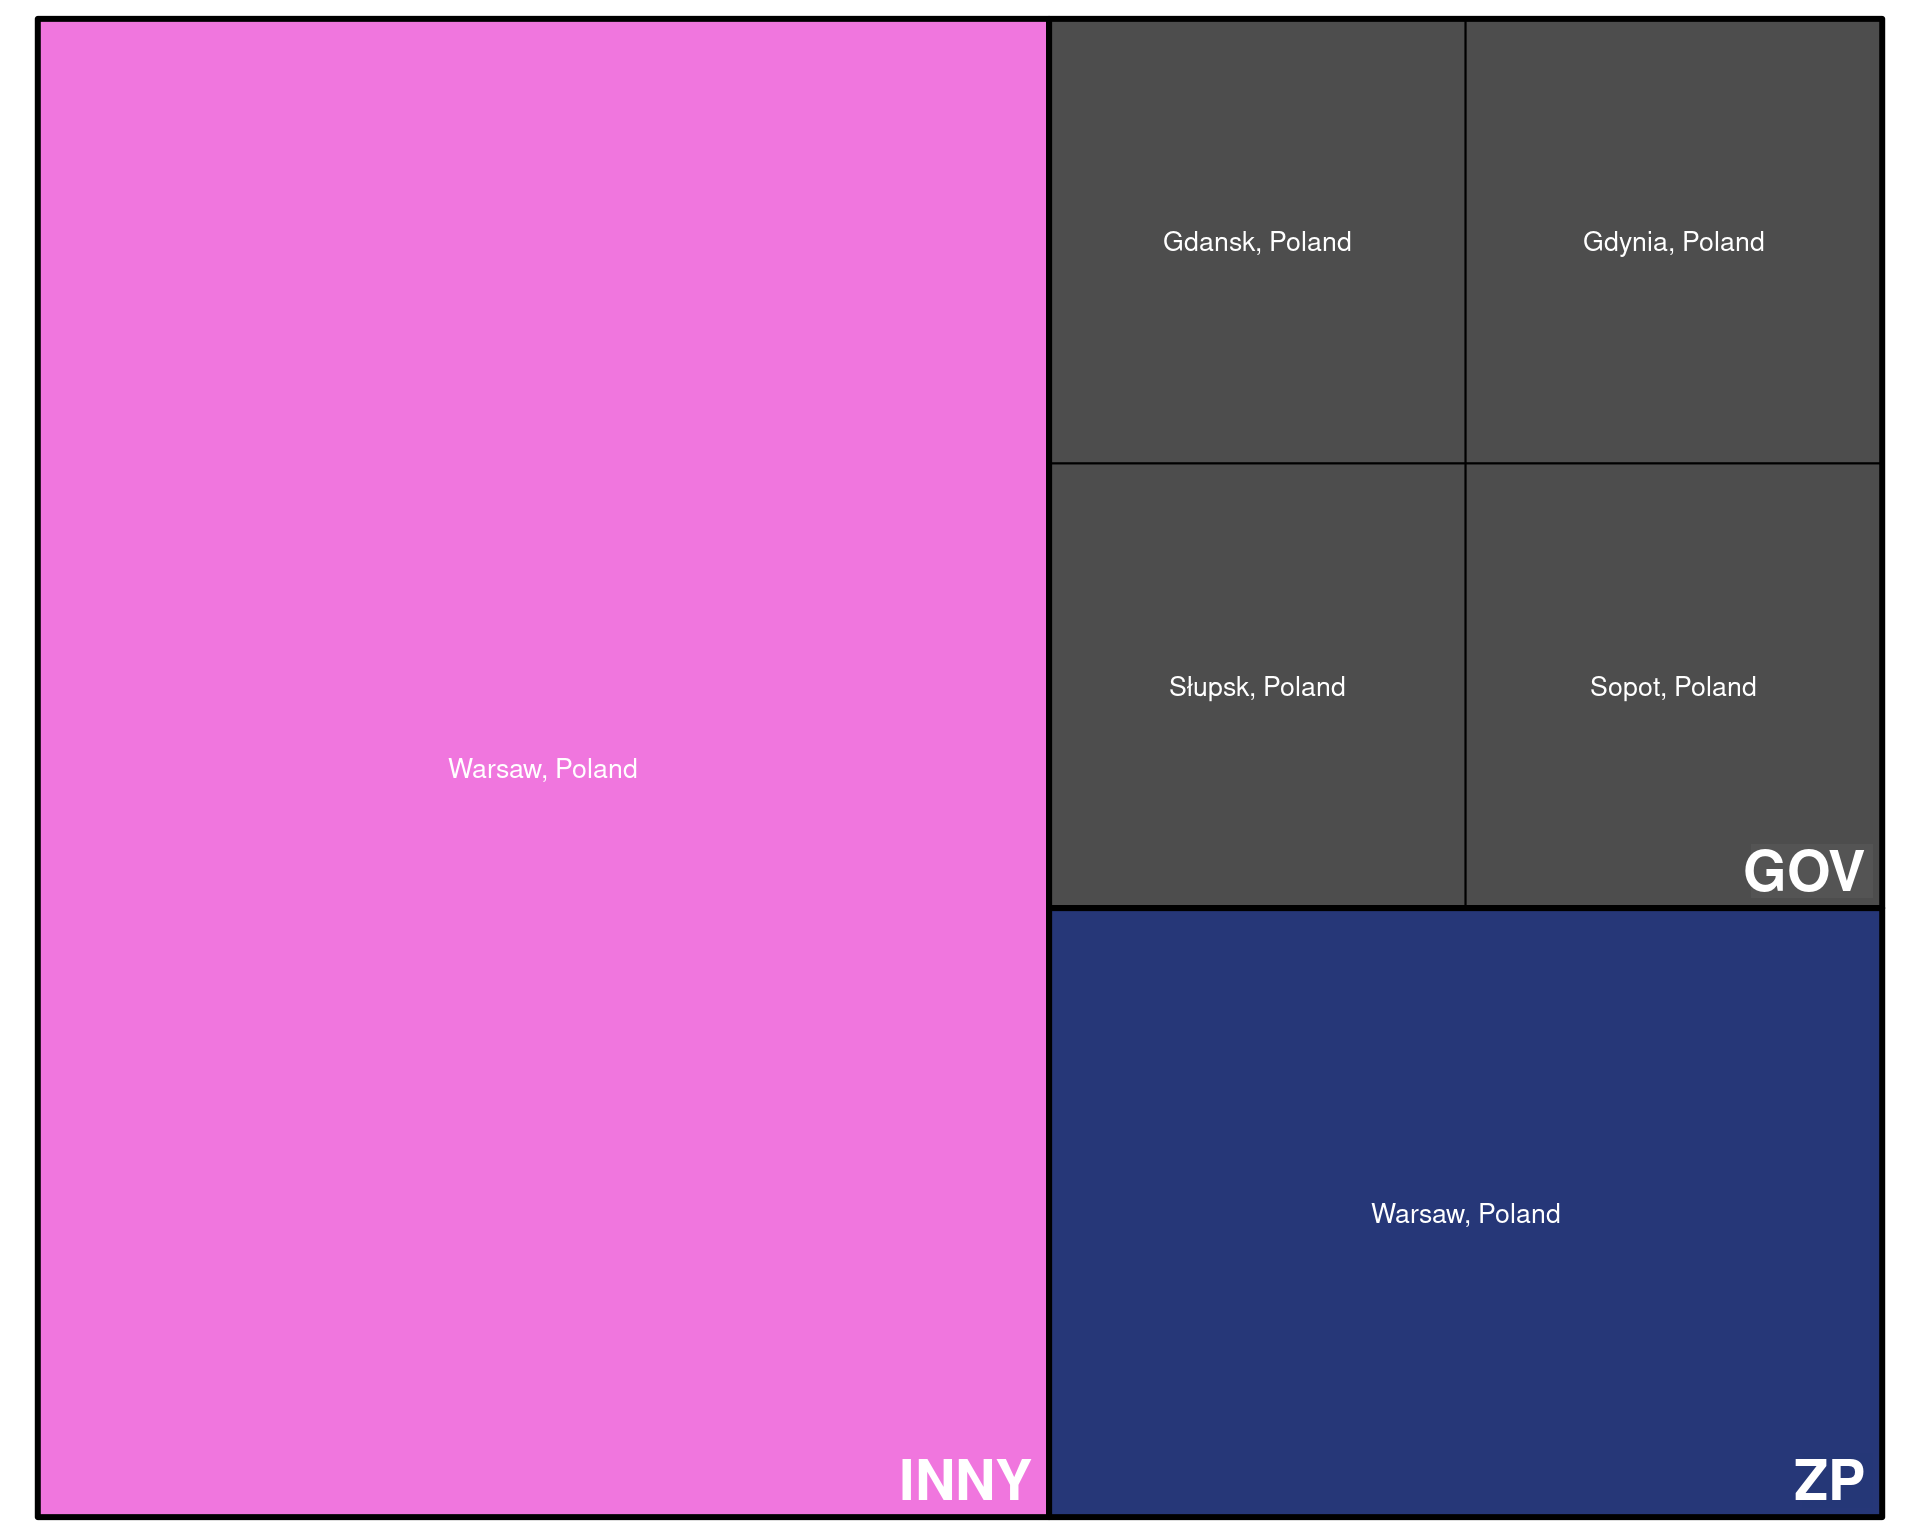 Warsaw, Poland
INNY
Gdansk, Poland
Gdynia, Poland
Słupsk, Poland
Sopot, Poland
GOV
Warsaw, Poland
ZP